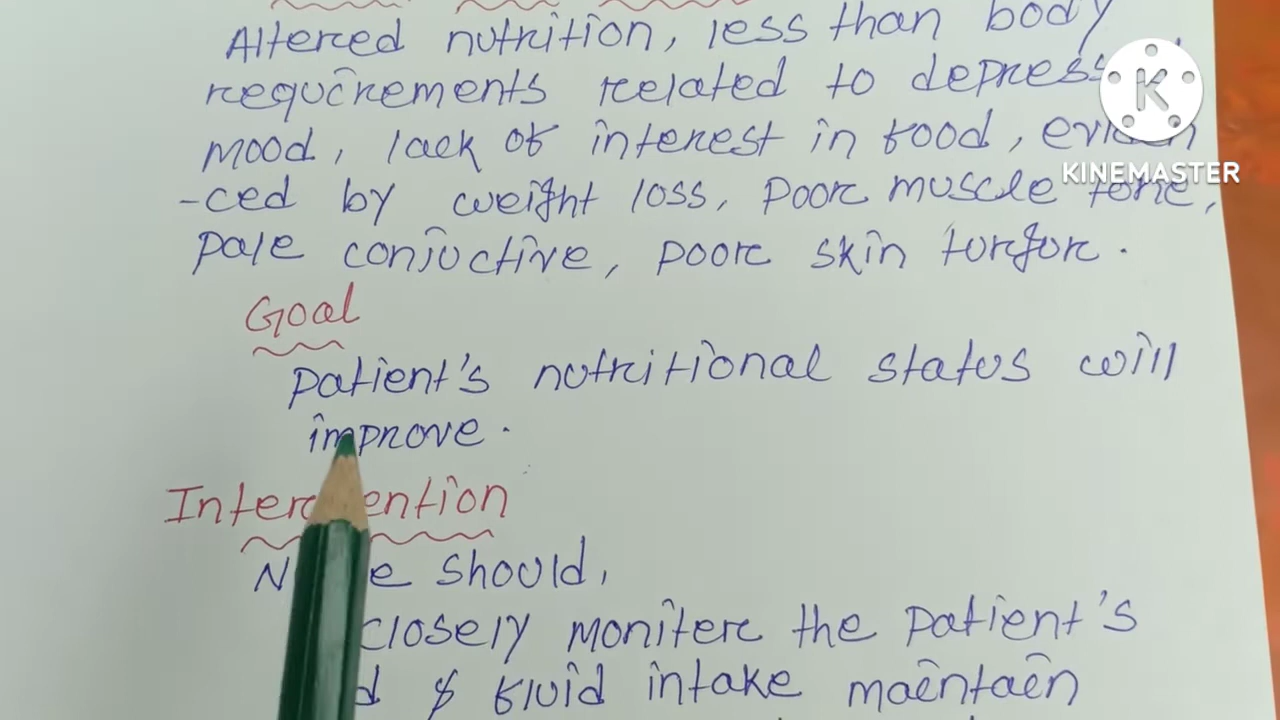 Altered nutrition, less than body
requirements related to depress
mood, lack of interest in food, eviden
-ced by weight loss, poor muscle tone,
pale conjuctive, poor skin turgor.
Goal
Patient's nutritional status will
improve.
Intervention
should,
closely moniter the patient's
& fluid intake maintain
K
KINEMASTER